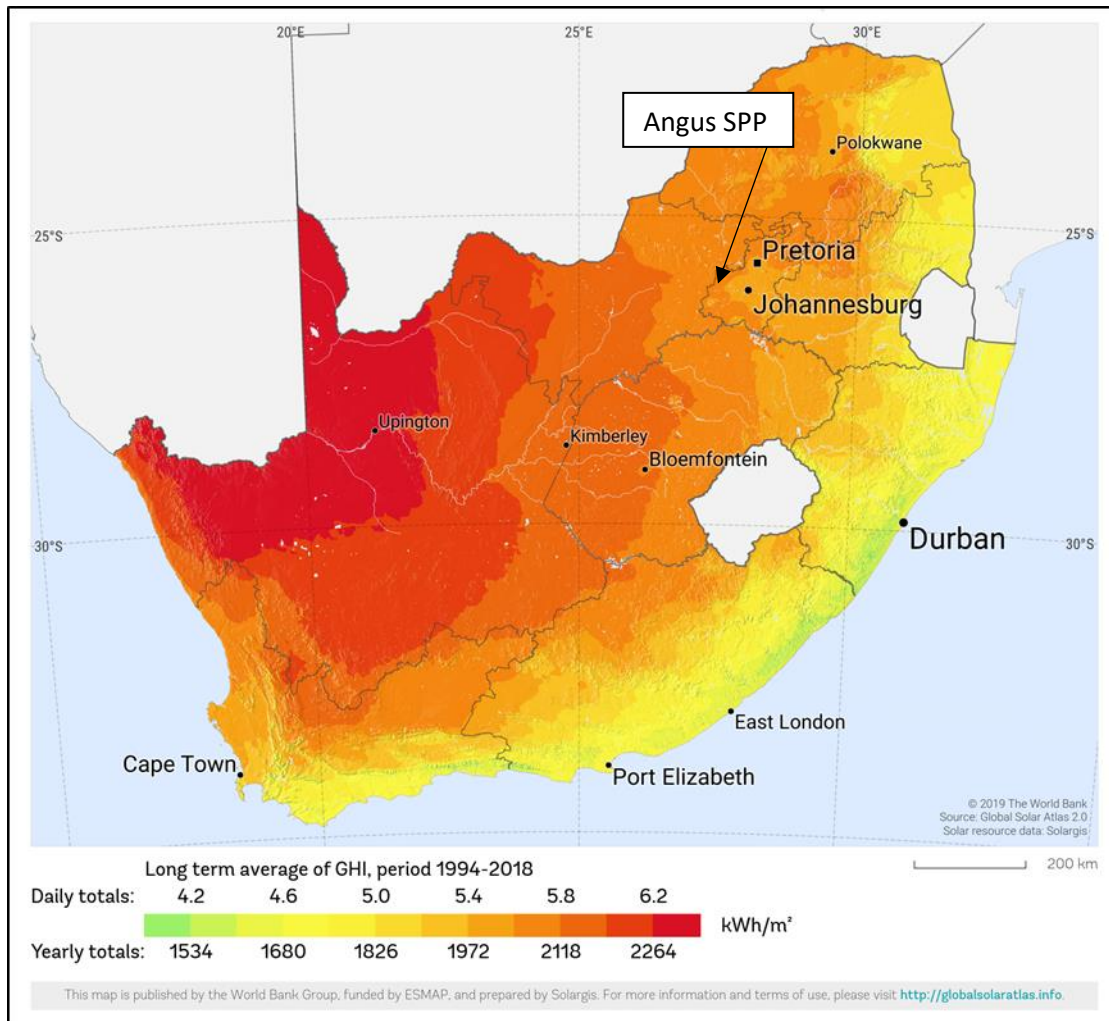 20°E
25°E
30°E
Angus SPP
Polokwane
25°S
25°S
Pretoria
Johannesburg
Upington
Kimberley
Bloemfontein
Durban
30°S
30°S
East London
Cape Town
Port Elizabeth
© 2019 The World Bank
Source: Global Solar Atlas 2.0
Solar resource data: Solargis
Long term average of GHI, period 1994-2018
200 km
Daily totals: 4.2 4.6 5.0 5.4 5.8 6.2
kWh/m²
Yearly totals: 1534 1680 1826 1972 2118 2264
This map is published by the World Bank Group, funded by ESMAP, and prepared by Solargis. For more information and terms of use, please visit http://globalsolaratlas.info.